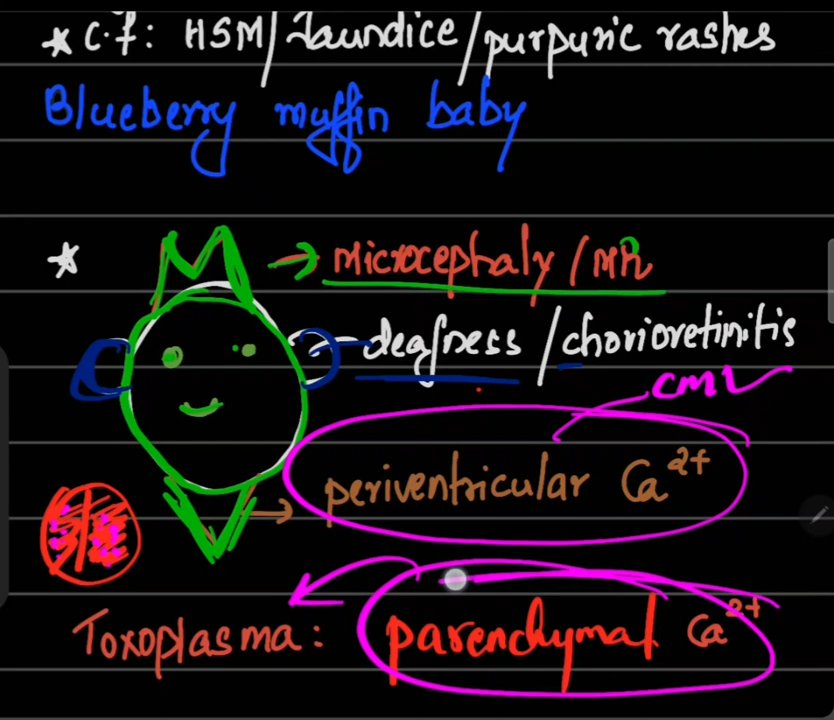 * C.f: HSM/Jaundice/purpuric rashes
Blueberry muffin baby
* → microcephaly / MR
deafness / chorioretinitis
CMV
→ periventricular Ca2+
Toxoplasma: parenchymal Ca2+